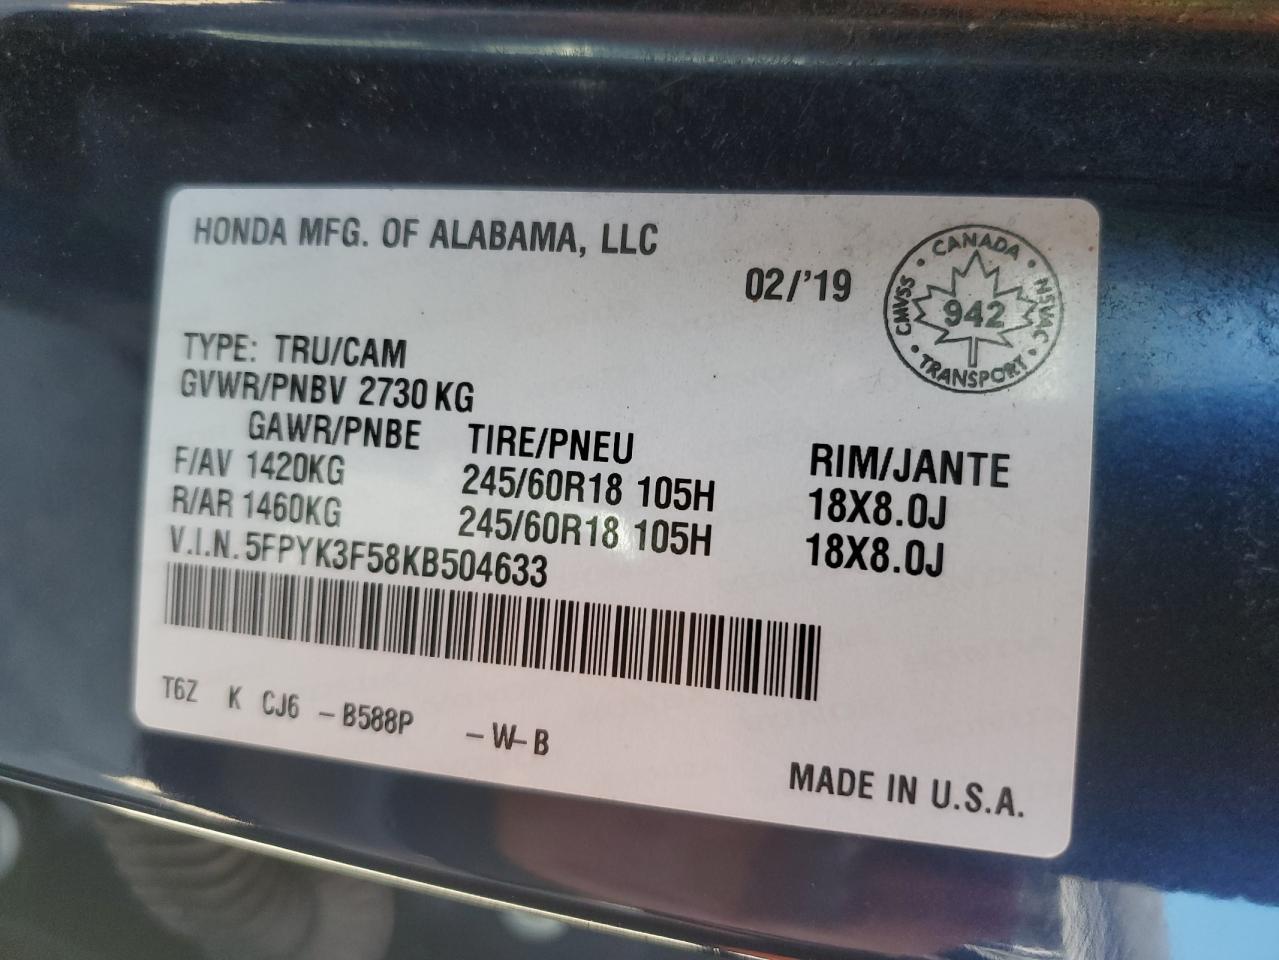 HONDA MFG. OF ALABAMA, LLC
02/'19
CANADA
CMVSS 942 NSVAC
TRANSPORT
TYPE: TRU/CAM
GVWR/PNBV 2730 KG
GAWR/PNBE TIRE/PNEU RIM/JANTE
F/AV 1420KG 245/60R18 105H 18X8.0J
R/AR 1460KG 245/60R18 105H 18X8.0J
V.I.N. 5FPYK3F58KB504633
T6Z K CJ6 – B588P – W– B
MADE IN U.S.A.